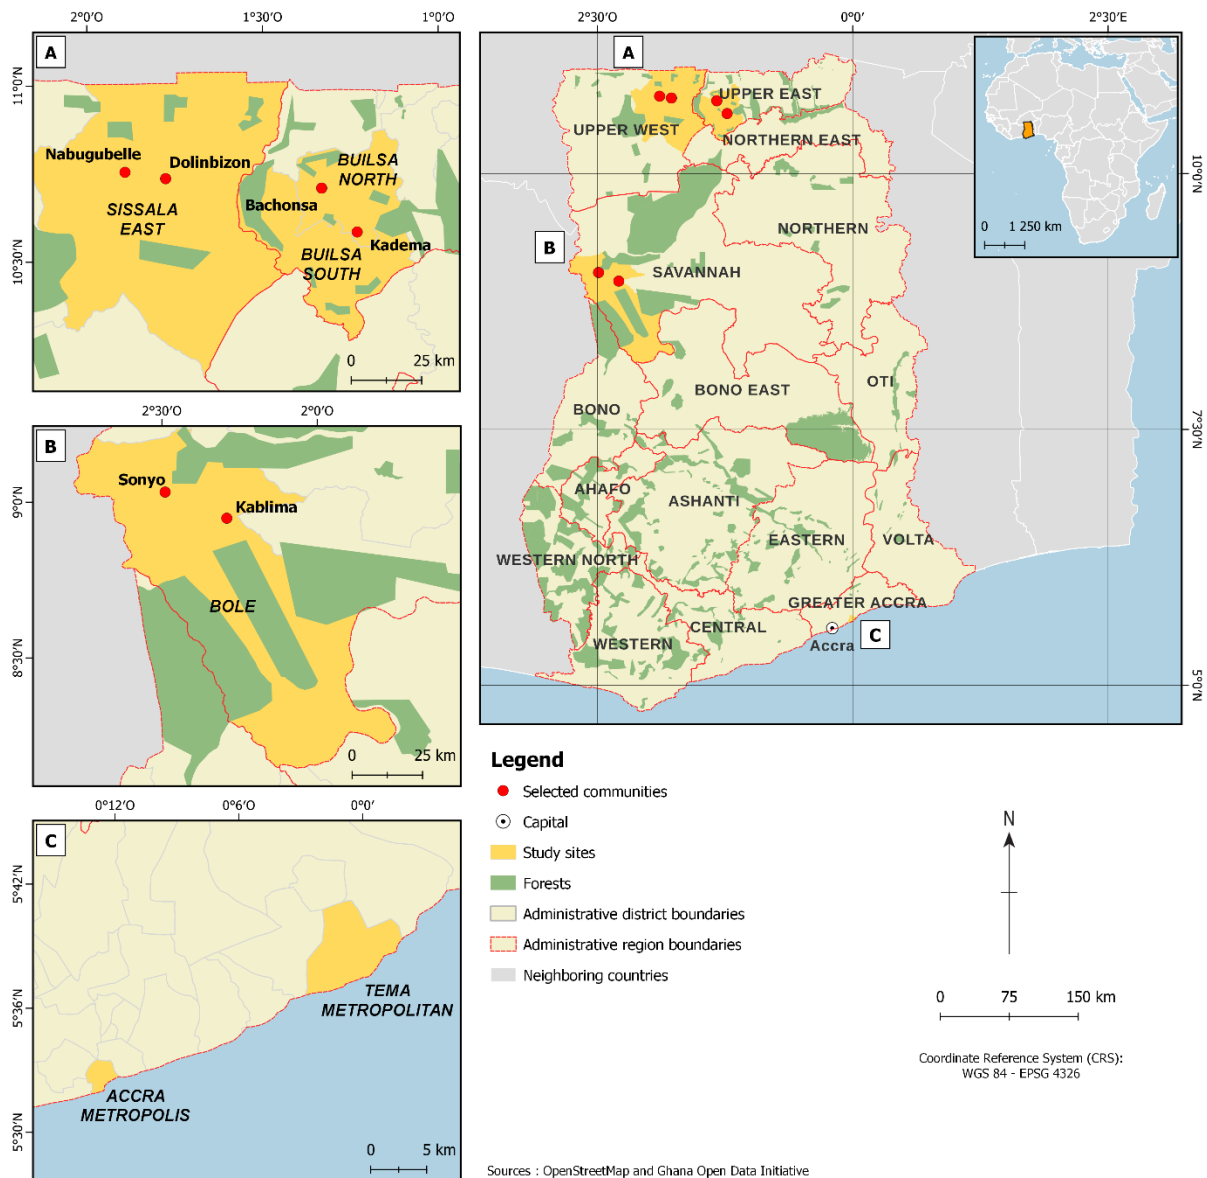 2°0'O
1°30'O
1°0'O
A
11°0'N
10°30'N
Nabugubelle
Dolinbizon
SISSALA
EAST
BUILSA
NORTH
Bachonsa
Kadema
BUILSA
SOUTH
0
25 km
2°30'O
2°0'O
B
9°0'N
8°30'N
Sonyo
Kablima
BOLE
0
25 km
0°12'O
0°6'O
0°0'
C
5°42'N
5°36'N
5°30'N
TEMA
METROPOLITAN
ACCRA
METROPOLIS
0
5 km
2°30'O
0°0'
2°30'E
A
UPPER EAST
UPPER WEST
NORTHERN EAST
NORTHERN
B
SAVANNAH
BONO EAST
OTI
BONO
AHAFO
ASHANTI
EASTERN
VOLTA
WESTERN NORTH
GREATER ACCRA
CENTRAL
WESTERN
Accra
C
0
1 250 km
10°0'N
7°30'N
5°0'N
Legend
Selected communities
Capital
Study sites
Forests
Administrative district boundaries
Administrative region boundaries
Neighboring countries
N
0
75
150 km
Coordinate Reference System (CRS):
WGS 84 - EPSG 4326
Sources : OpenStreetMap and Ghana Open Data Initiative